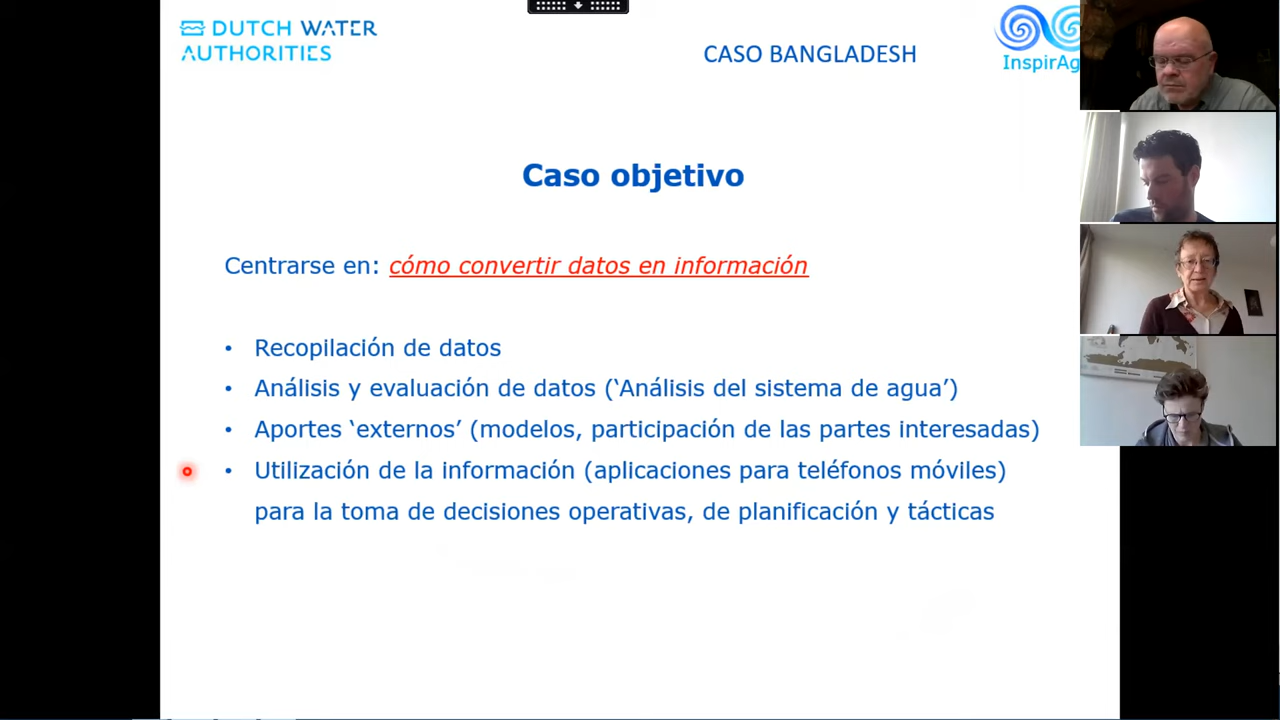 DUTCH WATER
AUTHORITIES
CASO BANGLADESH
InspirAg
Caso objetivo
Centrarse en: cómo convertir datos en información
• Recopilación de datos
• Análisis y evaluación de datos (‘Análisis del sistema de agua’)
• Aportes ‘externos’ (modelos, participación de las partes interesadas)
• Utilización de la información (aplicaciones para teléfonos móviles)
para la toma de decisiones operativas, de planificación y tácticas